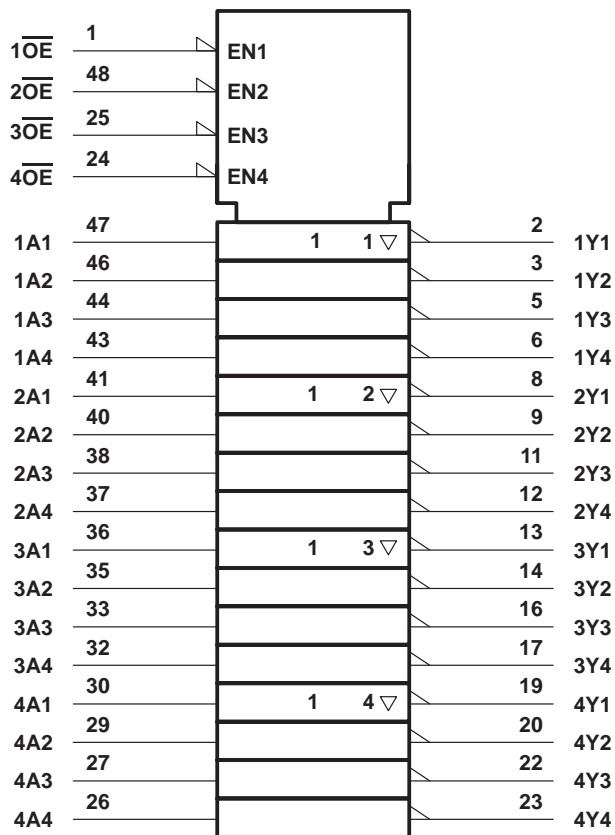 1O̅E̅ 1 EN1
2O̅E̅ 48 EN2
3O̅E̅ 25 EN3
4O̅E̅ 24 EN4
1A1 47 1 1 ▽ 2 1Y1
1A2 46 3 1Y2
1A3 44 5 1Y3
1A4 43 6 1Y4
2A1 41 1 2 ▽ 8 2Y1
2A2 40 9 2Y2
2A3 38 11 2Y3
2A4 37 12 2Y4
3A1 36 1 3 ▽ 13 3Y1
3A2 35 14 3Y2
3A3 33 16 3Y3
3A4 32 17 3Y4
4A1 30 1 4 ▽ 19 4Y1
4A2 29 20 4Y2
4A3 27 22 4Y3
4A4 26 23 4Y4